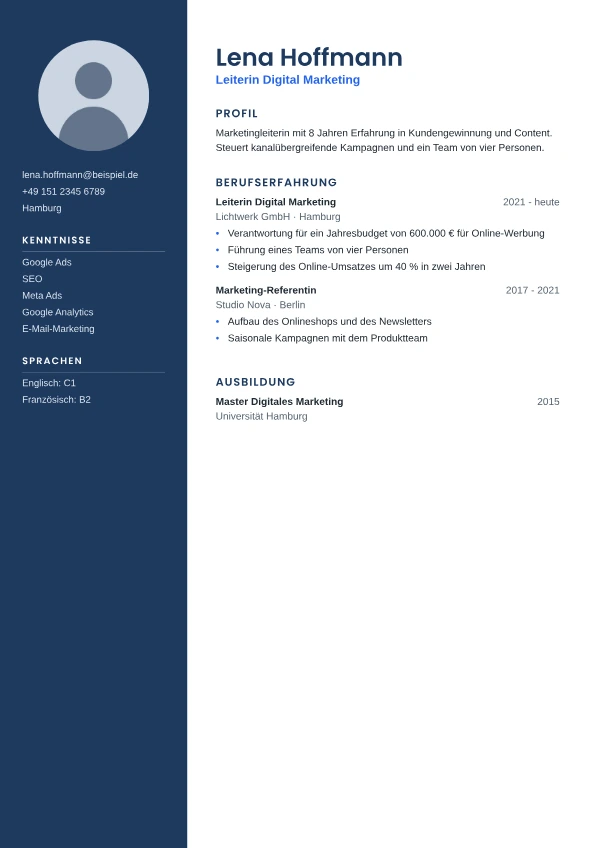 lena.hoffmann@beispiel.de
+49 151 2345 6789
Hamburg
KENNTNISSE
Google Ads
SEO
Meta Ads
Google Analytics
E-Mail-Marketing
SPRACHEN
Englisch: C1
Französisch: B2
Lena Hoffmann
Leiterin Digital Marketing
PROFIL
Marketingleiterin mit 8 Jahren Erfahrung in Kundengewinnung und Content.
Steuert kanalübergreifende Kampagnen und ein Team von vier Personen.
BERUFSERFAHRUNG
Leiterin Digital Marketing 2021 - heute
Lichtwerk GmbH · Hamburg
• Verantwortung für ein Jahresbudget von 600.000 € für Online-Werbung
• Führung eines Teams von vier Personen
• Steigerung des Online-Umsatzes um 40 % in zwei Jahren
Marketing-Referentin 2017 - 2021
Studio Nova · Berlin
• Aufbau des Onlineshops und des Newsletters
• Saisonale Kampagnen mit dem Produktteam
AUSBILDUNG
Master Digitales Marketing 2015
Universität Hamburg